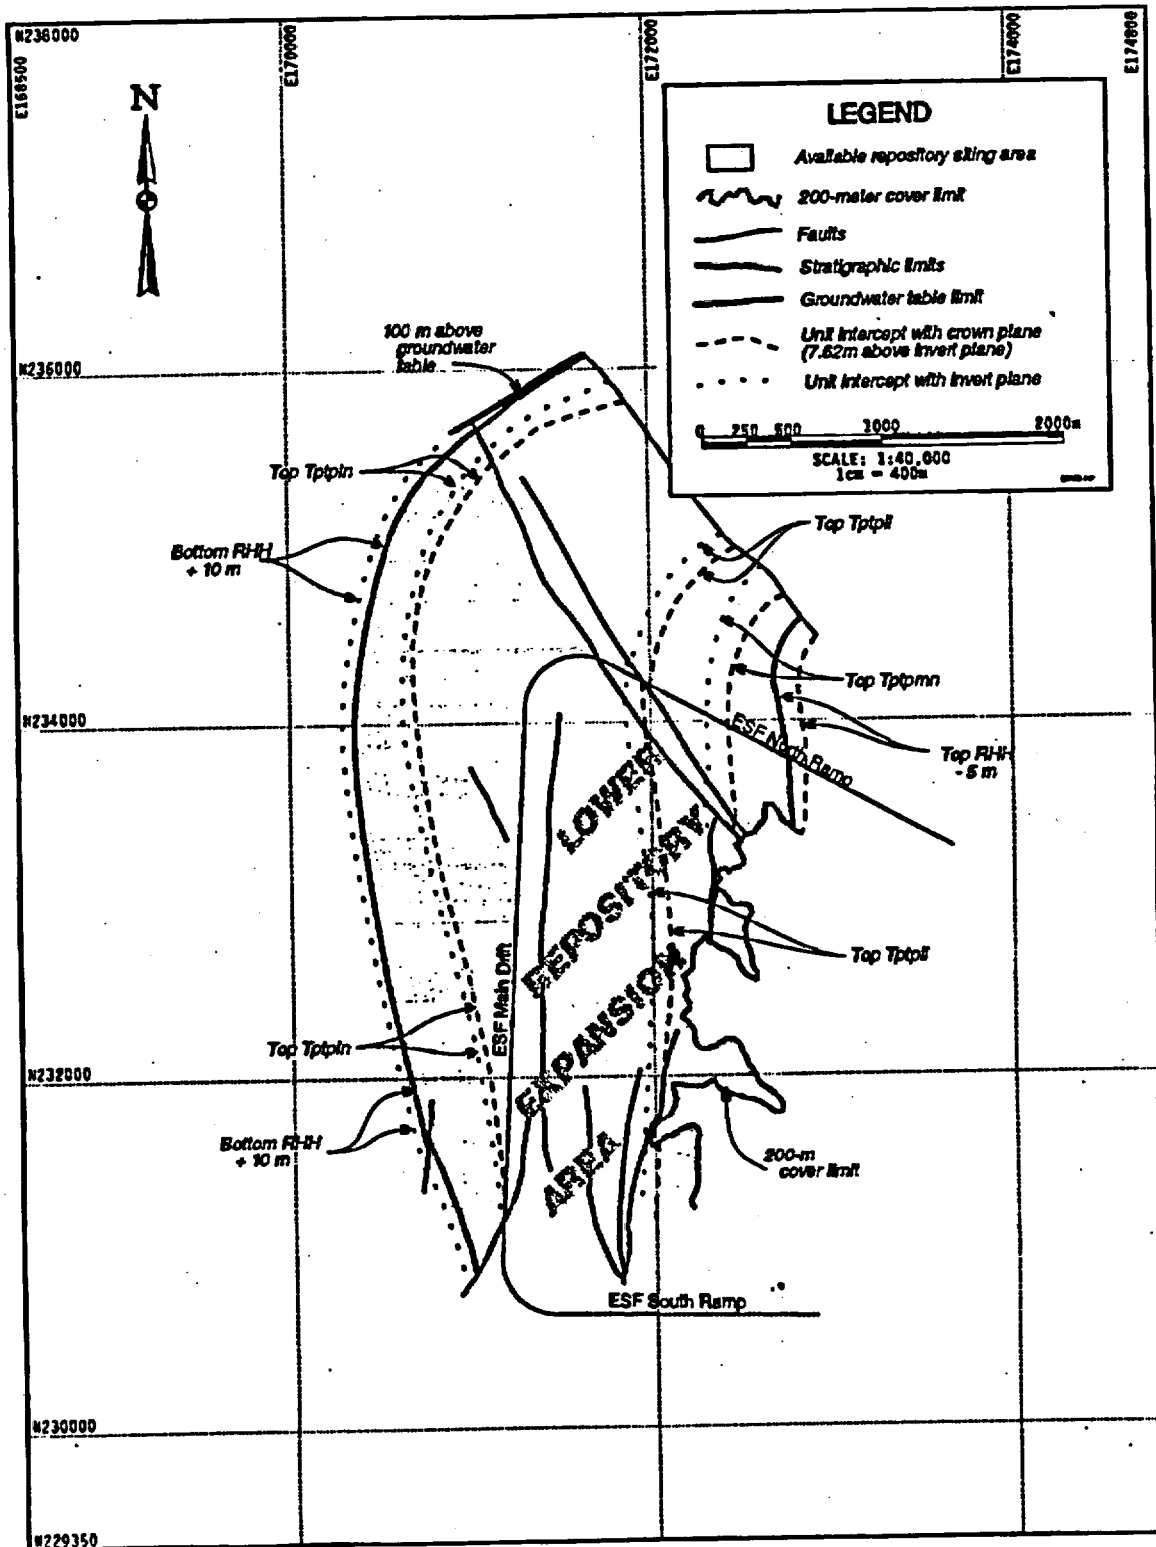 N238000
E168500
E170000
E172000
E174000
E174800
N
LEGEND
Available repository siting area
200-meter cover limit
Faults
Stratigraphic limits
Groundwater table limit
Unit intercept with crown plane
(7.62m above invert plane)
Unit intercept with invert plane
0 250 500 1000 2000m
SCALE: 1:40,000
1cm = 400m
100 m above
groundwater
table
N236000
Top Tptpln
Top Tptpll
Bottom RHH
+ 10 m
Top Tptpmn
N234000
ESF North Ramp
Top RHH
- 5 m
LOWER
REPOSITORY
EXPANSION
AREA
ESF Main Drift
Top Tptpll
Top Tptpln
N232000
Bottom RHH
+ 10 m
200-m
cover limit
ESF South Ramp
N230000
N229350